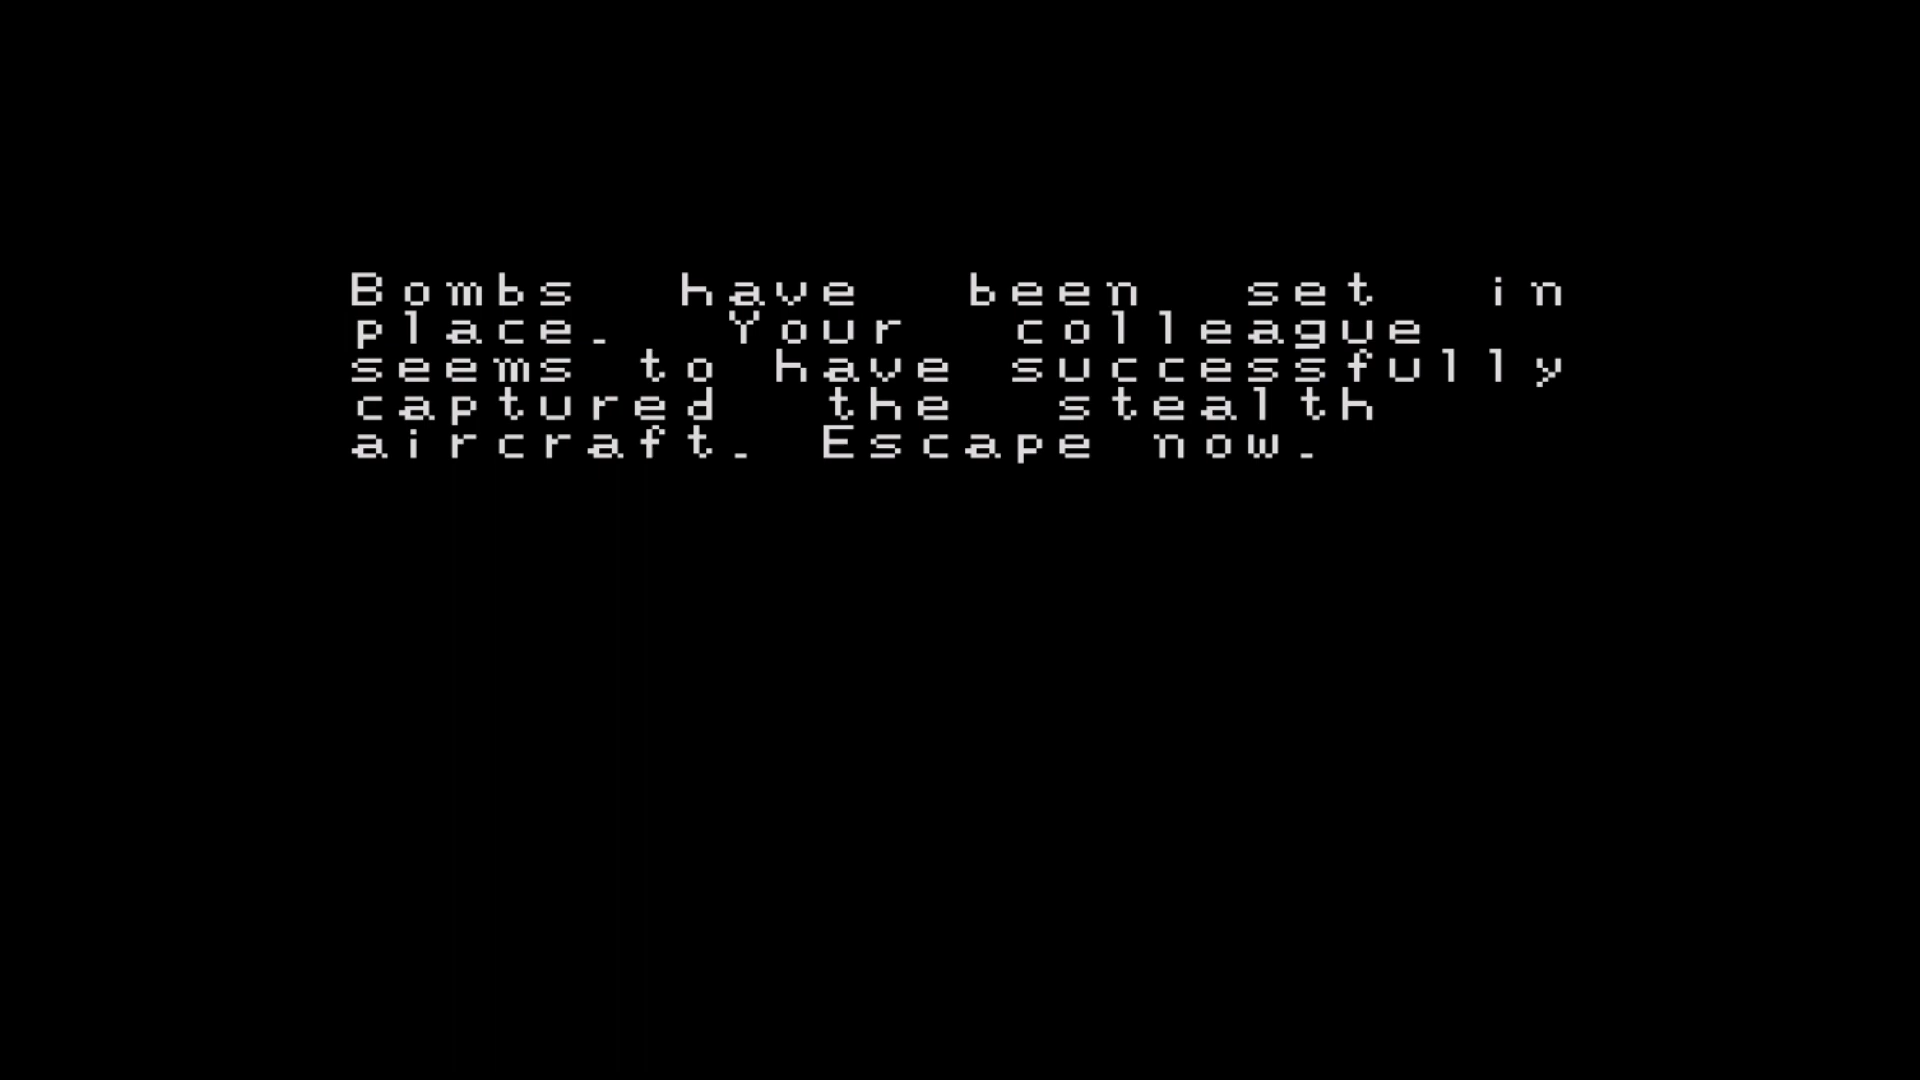 Bombs have been set in
place. Your colleague
seems to have successfully
captured the stealth
aircraft. Escape now.